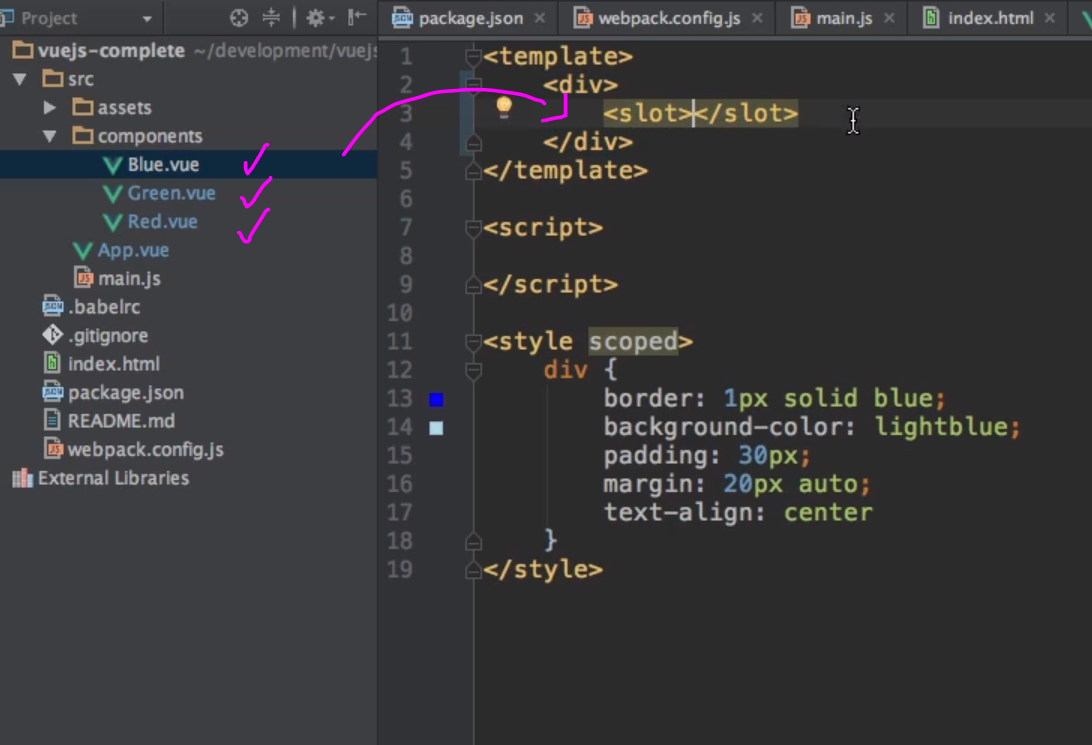 Project
package.json
webpack.config.js
main.js
index.html
vuejs-complete ~/development/vuejs
src
assets
components
Blue.vue
Green.vue
Red.vue
App.vue
main.js
.babelrc
.gitignore
index.html
package.json
README.md
webpack.config.js
External Libraries
1 <template>
2 <div>
3 <slot></slot>
4 </div>
5 </template>
6
7 <script>
8
9 </script>
10
11 <style scoped>
12 div {
13 border: 1px solid blue;
14 background-color: lightblue;
15 padding: 30px;
16 margin: 20px auto;
17 text-align: center
18 }
19 </style>